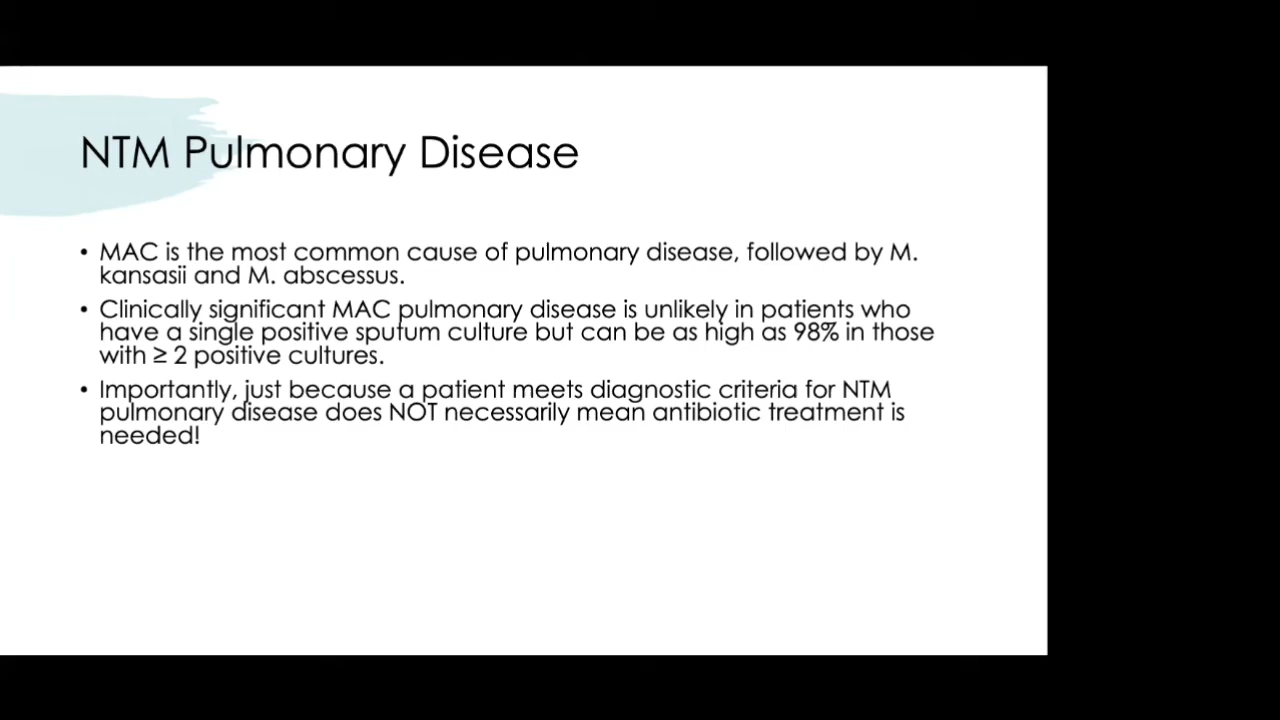 NTM Pulmonary Disease
• MAC is the most common cause of pulmonary disease, followed by M.
kansasii and M. abscessus.
• Clinically significant MAC pulmonary disease is unlikely in patients who
have a single positive sputum culture but can be as high as 98% in those
with ≥ 2 positive cultures.
• Importantly, just because a patient meets diagnostic criteria for NTM
pulmonary disease does NOT necessarily mean antibiotic treatment is
needed!